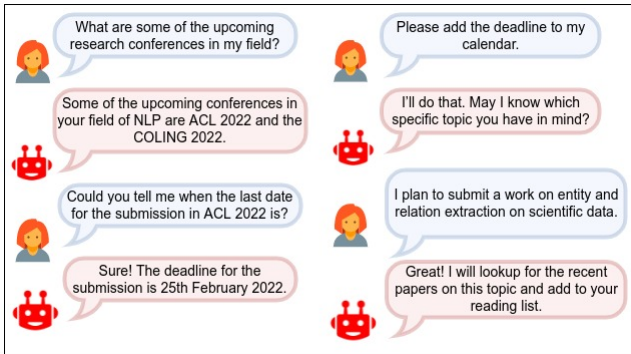 What are some of the upcoming
research conferences in my field?
Some of the upcoming conferences in
your field of NLP are ACL 2022 and the
COLING 2022.
Could you tell me when the last date
for the submission in ACL 2022 is?
Sure! The deadline for the
submission is 25th February 2022.
Please add the deadline to my
calendar.
I'll do that. May I know which
specific topic you have in mind?
I plan to submit a work on entity and
relation extraction on scientific data.
Great! I will lookup for the recent
papers on this topic and add to your
reading list.